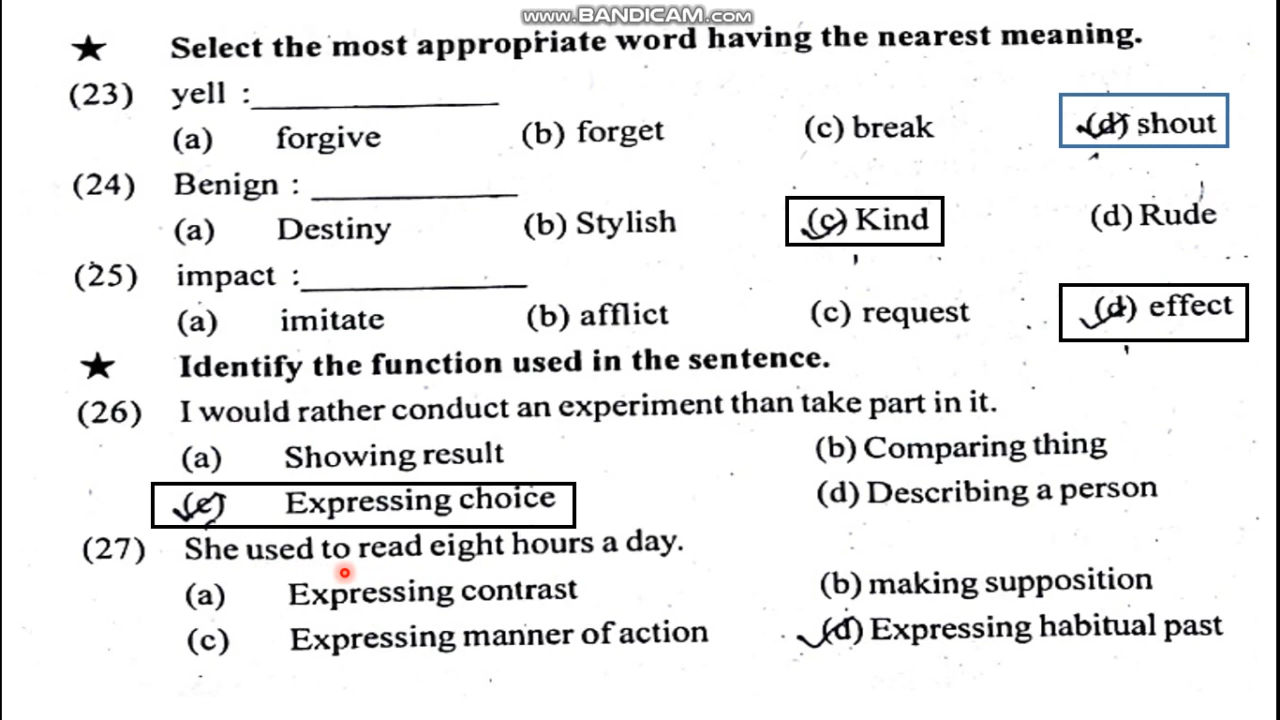 www.BANDICAM.com
★ Select the most appropriate word having the nearest meaning.
(23) yell :____________
(a) forgive (b) forget (c) break (d) shout
(24) Benign : ____________
(a) Destiny (b) Stylish (c) Kind (d) Rude
(25) impact :____________
(a) imitate (b) afflict (c) request (d) effect
★ Identify the function used in the sentence.
(26) I would rather conduct an experiment than take part in it.
(a) Showing result (b) Comparing thing
(c) Expressing choice (d) Describing a person
(27) She used to read eight hours a day.
(a) Expressing contrast (b) making supposition
(c) Expressing manner of action (d) Expressing habitual past